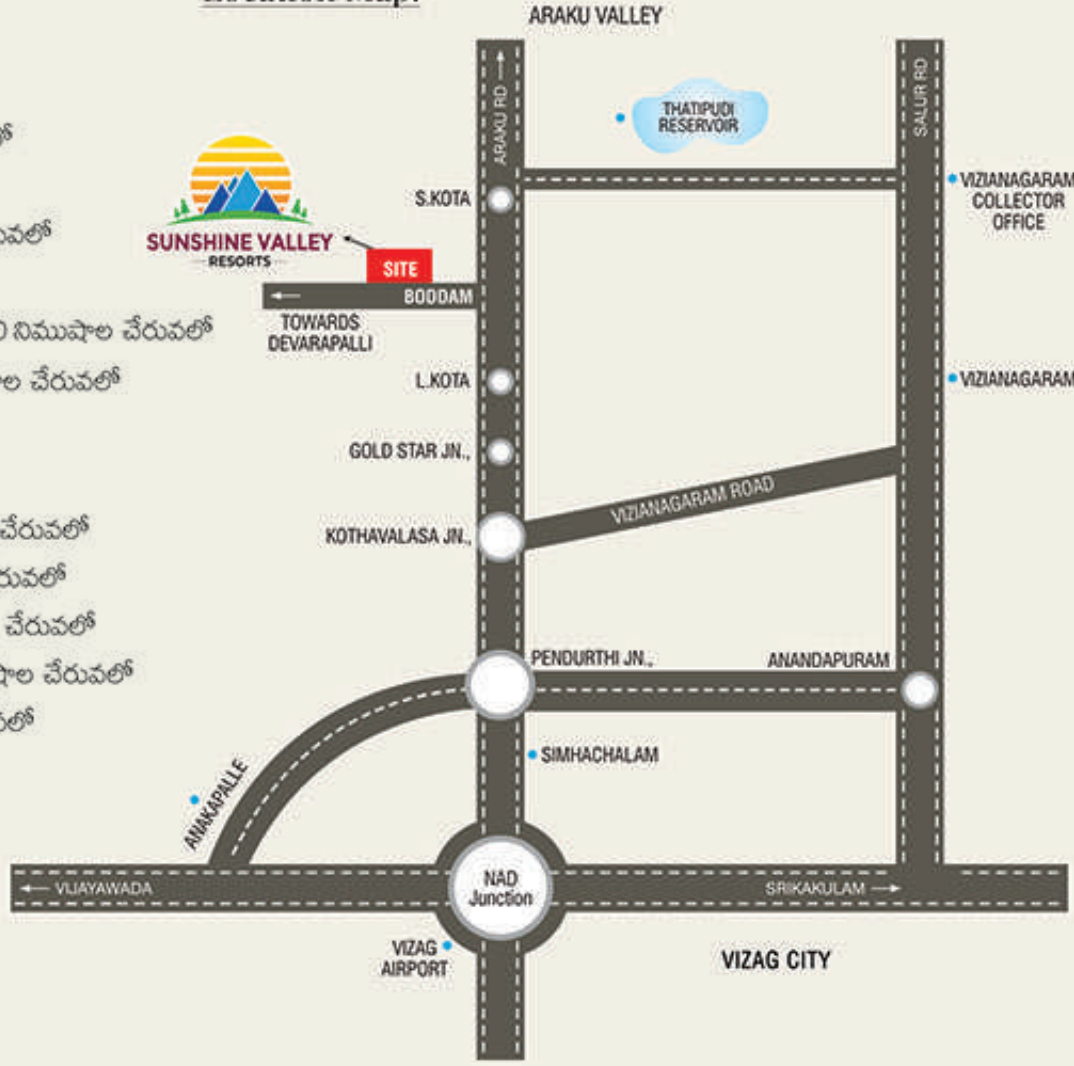 ARAKU VALLEY
ARAKU RD
SALUR RD
THATIPUDI
RESERVOIR
S.KOTA
VIZIANAGARAM
COLLECTOR
OFFICE
SUNSHINE VALLEY
RESORTS
SITE
BODDAM
TOWARDS
DEVARAPALLI
నిముషాల చేరువలో
చేరువలో
L.KOTA
VIZIANAGARAM
GOLD STAR JN.,
VIZIANAGARAM ROAD
KOTHAVALASA JN.,
చేరువలో
చేరువలో
PENDURTHI JN.,
ANANDAPURAM
చేరువలో
SIMHACHALAM
ANAKAPALLE
VIJAYAWADA
NAD
Junction
SRIKAKULAM
VIZAG
AIRPORT
VIZAG CITY